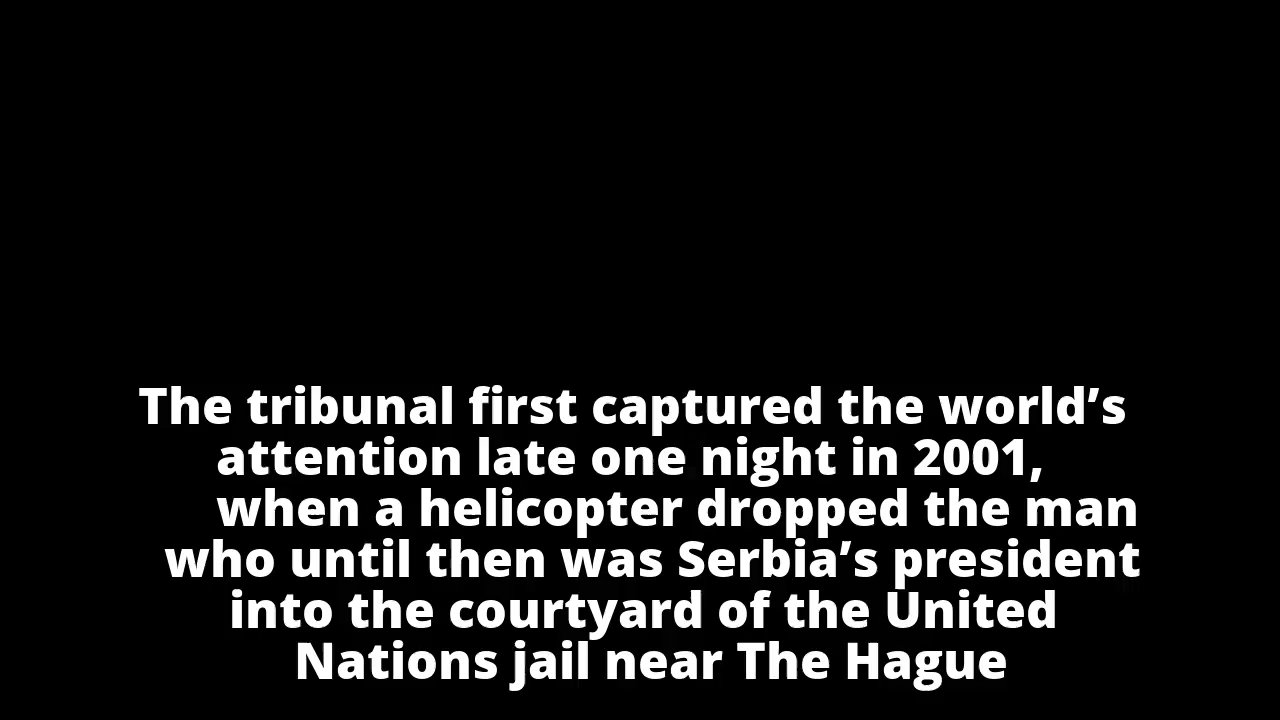 The tribunal first captured the world’s
attention late one night in 2001,
when a helicopter dropped the man
who until then was Serbia’s president
into the courtyard of the United
Nations jail near The Hague